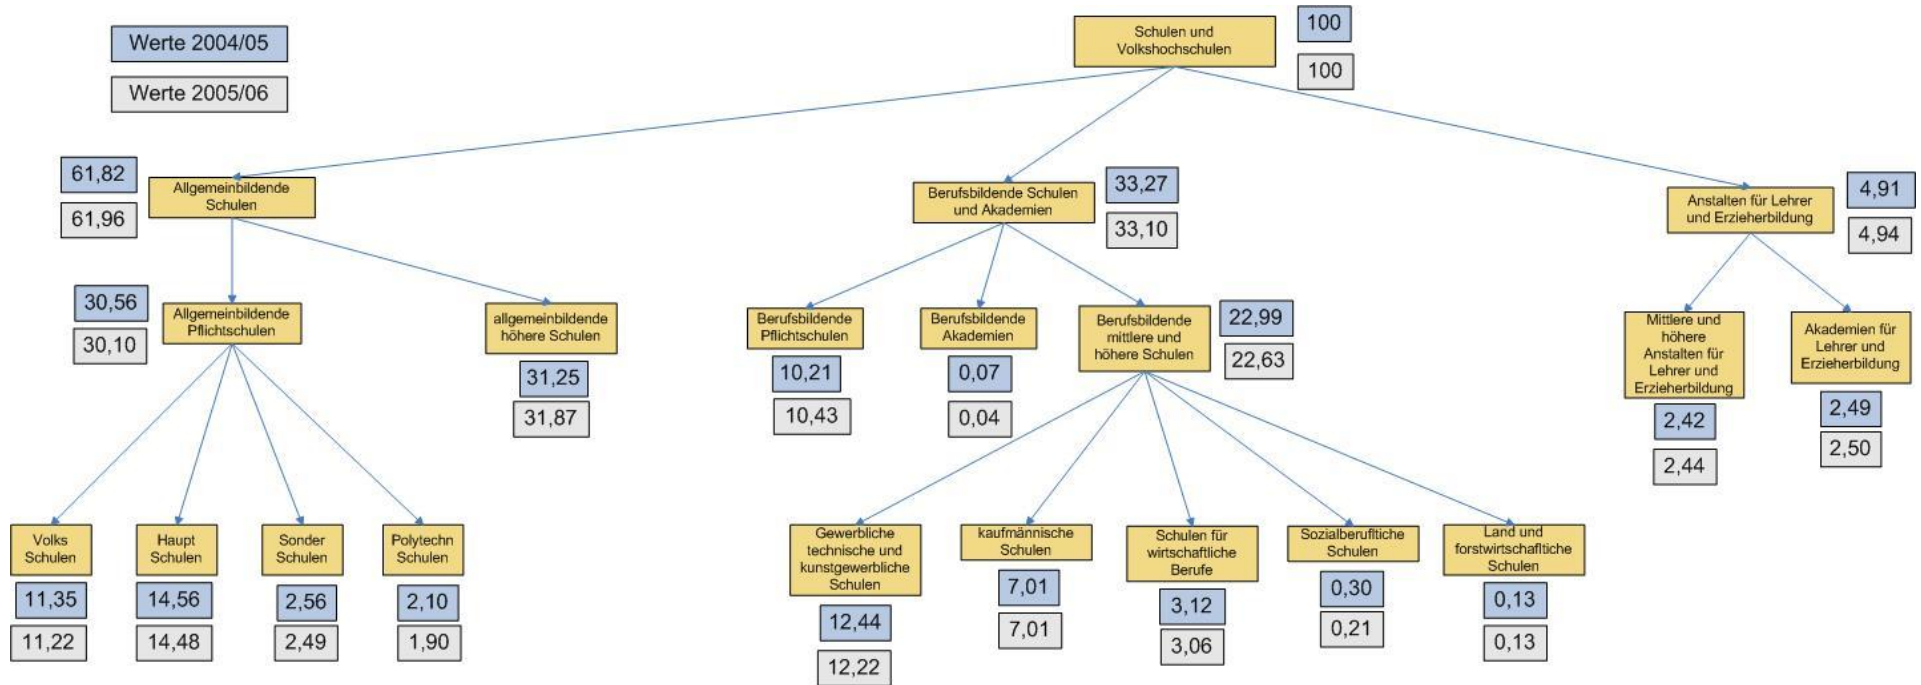 Werte 2004/05
Werte 2005/06
Schulen und
Volkshochschulen
100
100
61,82
61,96
Allgemeinbildende
Schulen
Berufsbildende Schulen
und Akademien
33,27
33,10
Anstalten für Lehrer
und Erzieherbildung
4,91
4,94
30,56
30,10
Allgemeinbildende
Pflichtschulen
allgemeinbildende
höhere Schulen
31,25
31,87
Berufsbildende
Pflichtschulen
10,21
10,43
Berufsbildende
Akademien
0,07
0,04
Berufsbildende
mittlere und
höhere Schulen
22,99
22,63
Mittlere und
höhere
Anstalten für
Lehrer und
Erzieherbildung
2,42
2,44
Akademien für
Lehrer und
Erzieherbildung
2,49
2,50
Volks
Schulen
11,35
11,22
Haupt
Schulen
14,56
14,48
Sonder
Schulen
2,56
2,49
Polytechn
Schulen
2,10
1,90
Gewerbliche
technische und
kunstgewerbliche
Schulen
12,44
12,22
kaufmännische
Schulen
7,01
7,01
Schulen für
wirtschaftliche
Berufe
3,12
3,06
Sozialberufltiche
Schulen
0,30
0,21
Land und
forstwirtschafltiche
Schulen
0,13
0,13